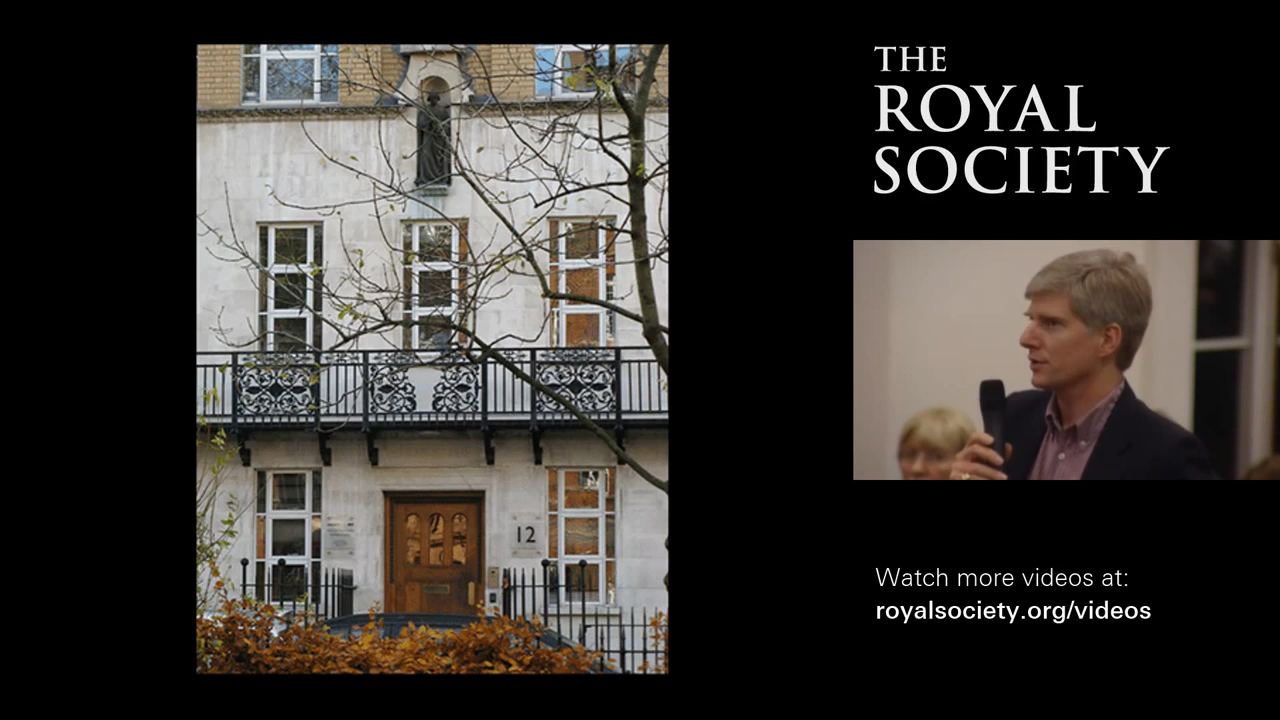 THE
ROYAL
SOCIETY
12
Watch more videos at:
royalsociety.org/videos